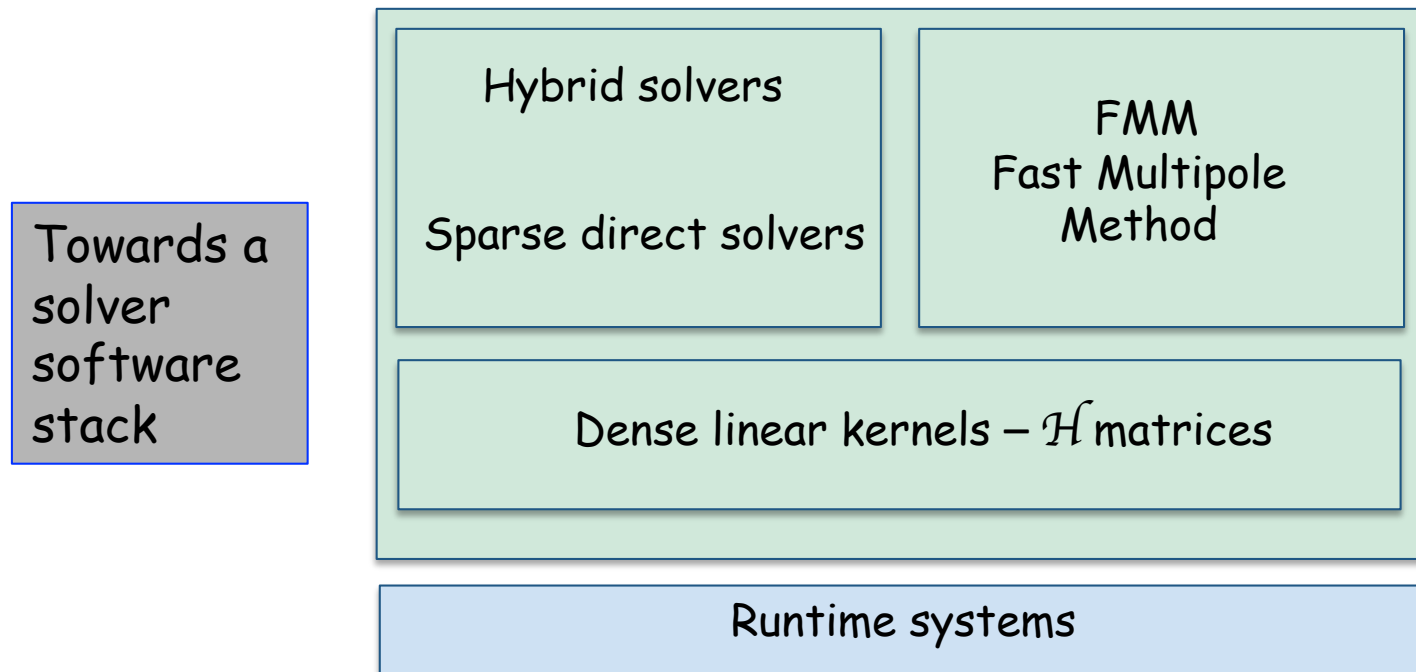 Towards a
solver
software
stack
Hybrid solvers
Sparse direct solvers
FMM
Fast Multipole
Method
Dense linear kernels – ℋ matrices
Runtime systems